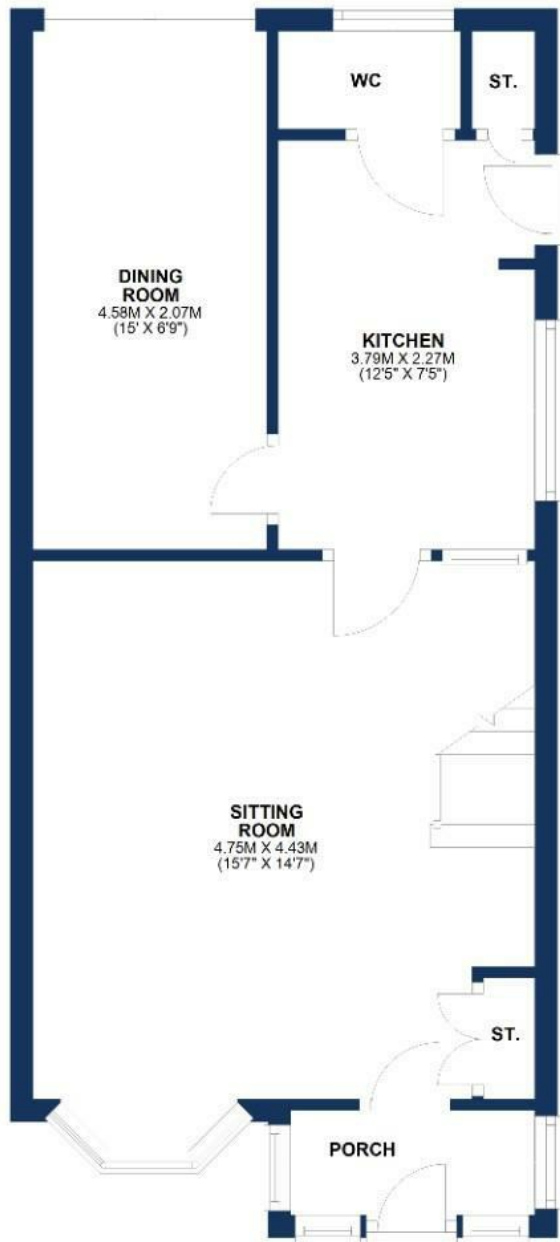 WC
ST.
DINING
ROOM
4.58M X 2.07M
(15' X 6'9")
KITCHEN
3.79M X 2.27M
(12'5" X 7'5")
SITTING
ROOM
4.75M X 4.43M
(15'7" X 14'7")
ST.
PORCH